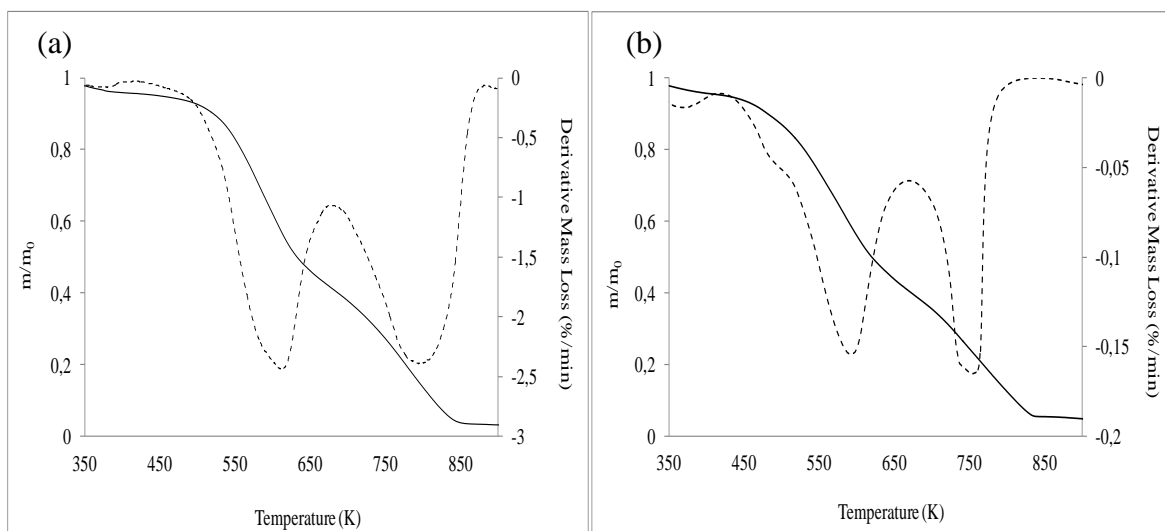 (a)
1
0,8
0,6
0,4
0,2
0
m/m0
0
-0,5
-1
-1,5
-2
-2,5
-3
Derivative Mass Loss (%/min)
350 450 550 650 750 850
Temperature (K)
(b)
1
0,8
0,6
0,4
0,2
0
m/m0
0
-0,05
-0,1
-0,15
-0,2
Derivative Mass Loss (%/min)
350 450 550 650 750 850
Temperature (K)